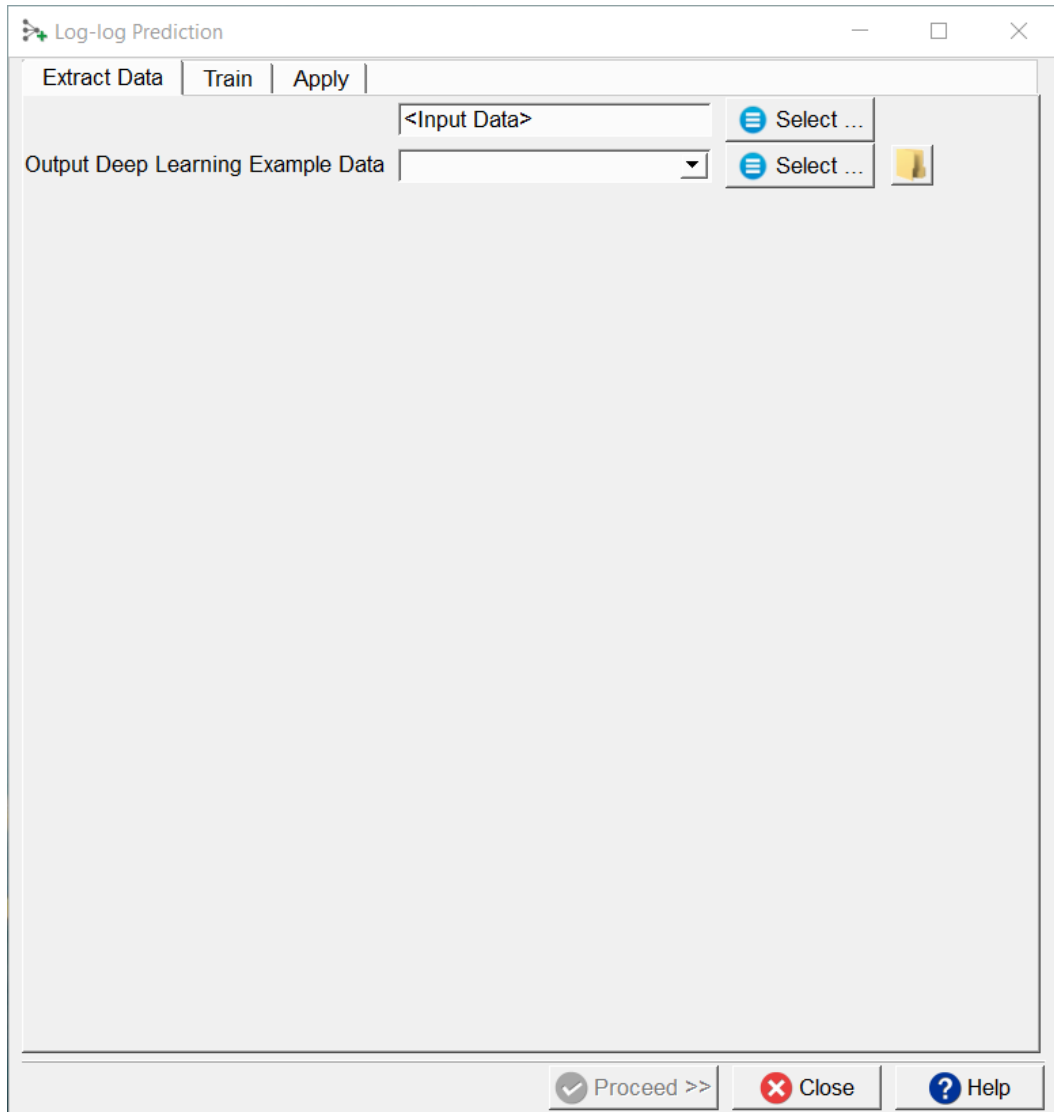 Log-log Prediction
Extract Data Train Apply
<Input Data> Select ...
Output Deep Learning Example Data Select ...
Proceed >> Close Help